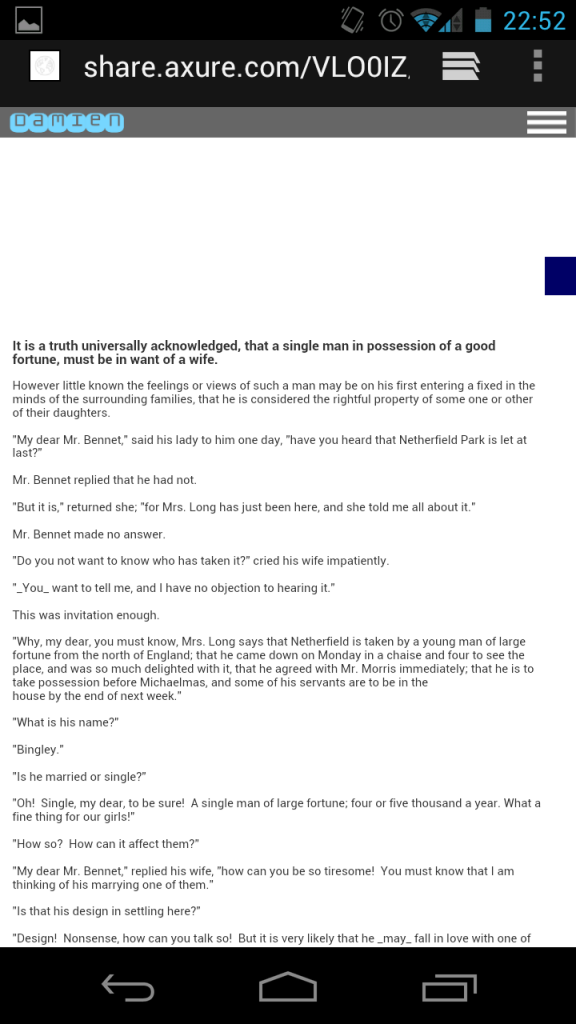 22:52
share.axure.com/VLO0IZ
Damien
It is a truth universally acknowledged, that a single man in possession of a good
fortune, must be in want of a wife.
However little known the feelings or views of such a man may be on his first entering a fixed in the
minds of the surrounding families, that he is considered the rightful property of some one or other
of their daughters.
"My dear Mr. Bennet," said his lady to him one day, "have you heard that Netherfield Park is let at
last?"
Mr. Bennet replied that he had not.
"But it is," returned she; "for Mrs. Long has just been here, and she told me all about it."
Mr. Bennet made no answer.
"Do you not want to know who has taken it?" cried his wife impatiently.
"_You_ want to tell me, and I have no objection to hearing it."
This was invitation enough.
"Why, my dear, you must know, Mrs. Long says that Netherfield is taken by a young man of large
fortune from the north of England; that he came down on Monday in a chaise and four to see the
place, and was so much delighted with it, that he agreed with Mr. Morris immediately; that he is to
take possession before Michaelmas, and some of his servants are to be in the
house by the end of next week."
"What is his name?"
"Bingley."
"Is he married or single?"
"Oh!  Single, my dear, to be sure!  A single man of large fortune; four or five thousand a year. What a
fine thing for our girls!"
"How so?  How can it affect them?"
"My dear Mr. Bennet," replied his wife, "how can you be so tiresome!  You must know that I am
thinking of his marrying one of them."
"Is that his design in settling here?"
"Design!  Nonsense, how can you talk so!  But it is very likely that he _may_ fall in love with one of